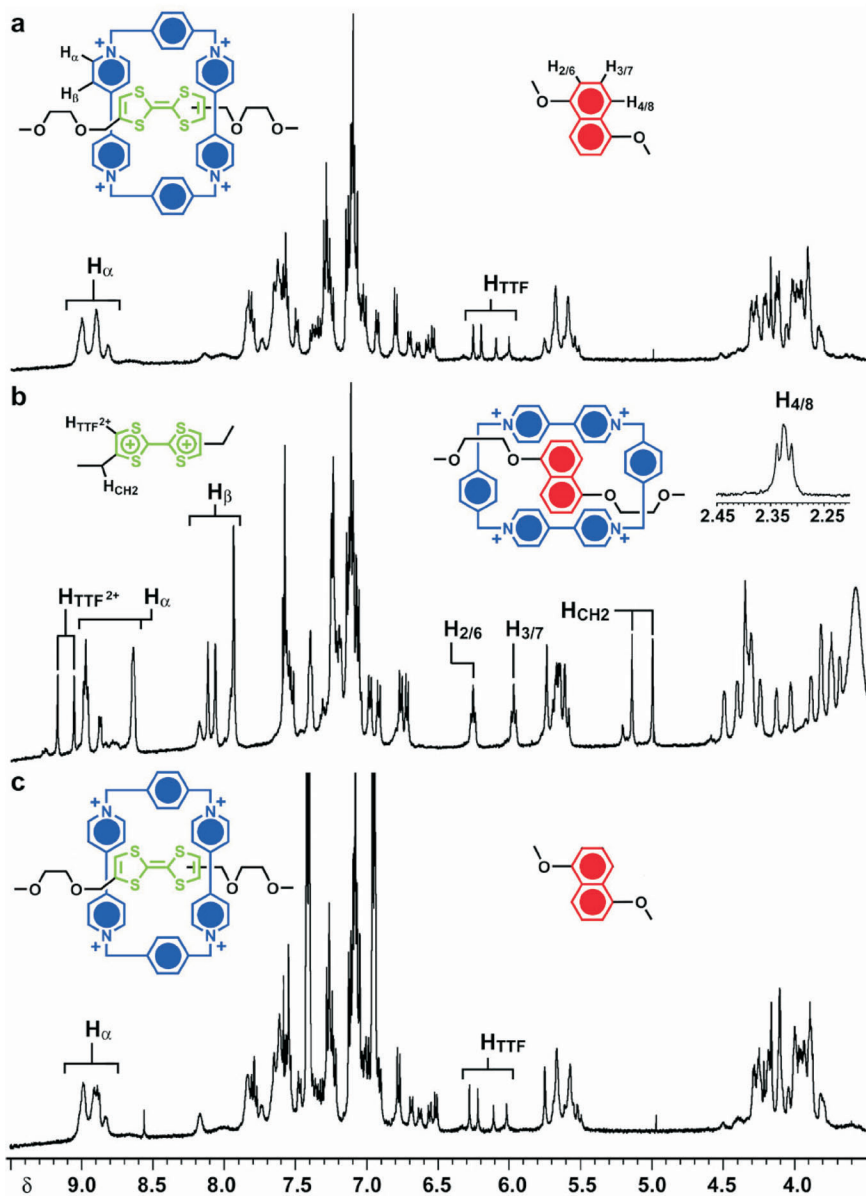 a
N+ N+
Hα
Hβ
S S
S S
O O O O
N+ N+
H2/6 H3/7
O
H4/8
O
Hα
HTTF
b
HTTF2+
S S
+ +
S S
HCH2
Hβ
N+ N+
O O
O O
N+ N+
H4/8
2.45 2.35 2.25
HTTF2+ Hα
H2/6 H3/7
HCH2
c
N+ N+
S S
S S
O O O O
N+ N+
O
O
Hα
HTTF
δ 9.0 8.5 8.0 7.5 7.0 6.5 6.0 5.5 5.0 4.5 4.0